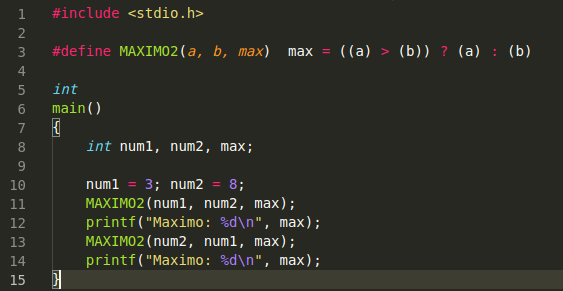 1 #include <stdio.h>
2
3 #define MAXIMO2(a, b, max)  max = ((a) > (b)) ? (a) : (b)
4
5 int
6 main()
7 {
8     int num1, num2, max;
9
10     num1 = 3; num2 = 8;
11     MAXIMO2(num1, num2, max);
12     printf("Maximo: %d\n", max);
13     MAXIMO2(num2, num1, max);
14     printf("Maximo: %d\n", max);
15 }